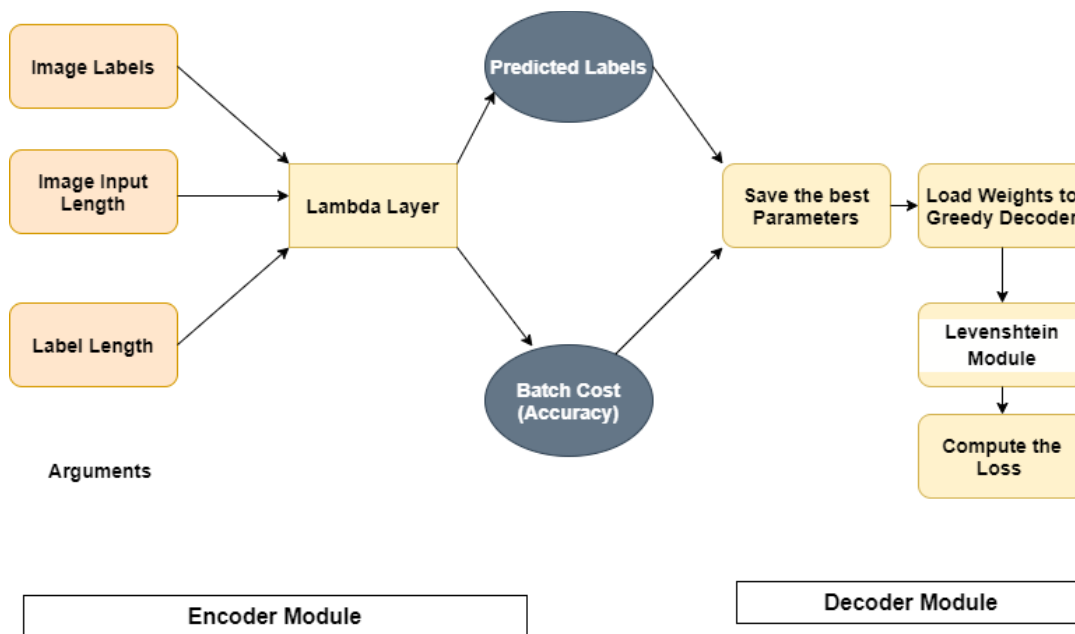 Image Labels
Image Input
Length
Label Length
Arguments
Lambda Layer
Predicted Labels
Batch Cost
(Accuracy)
Save the best
Parameters
Load Weights to
Greedy Decoder
Levenshtein
Module
Compute the
Loss
Encoder Module
Decoder Module